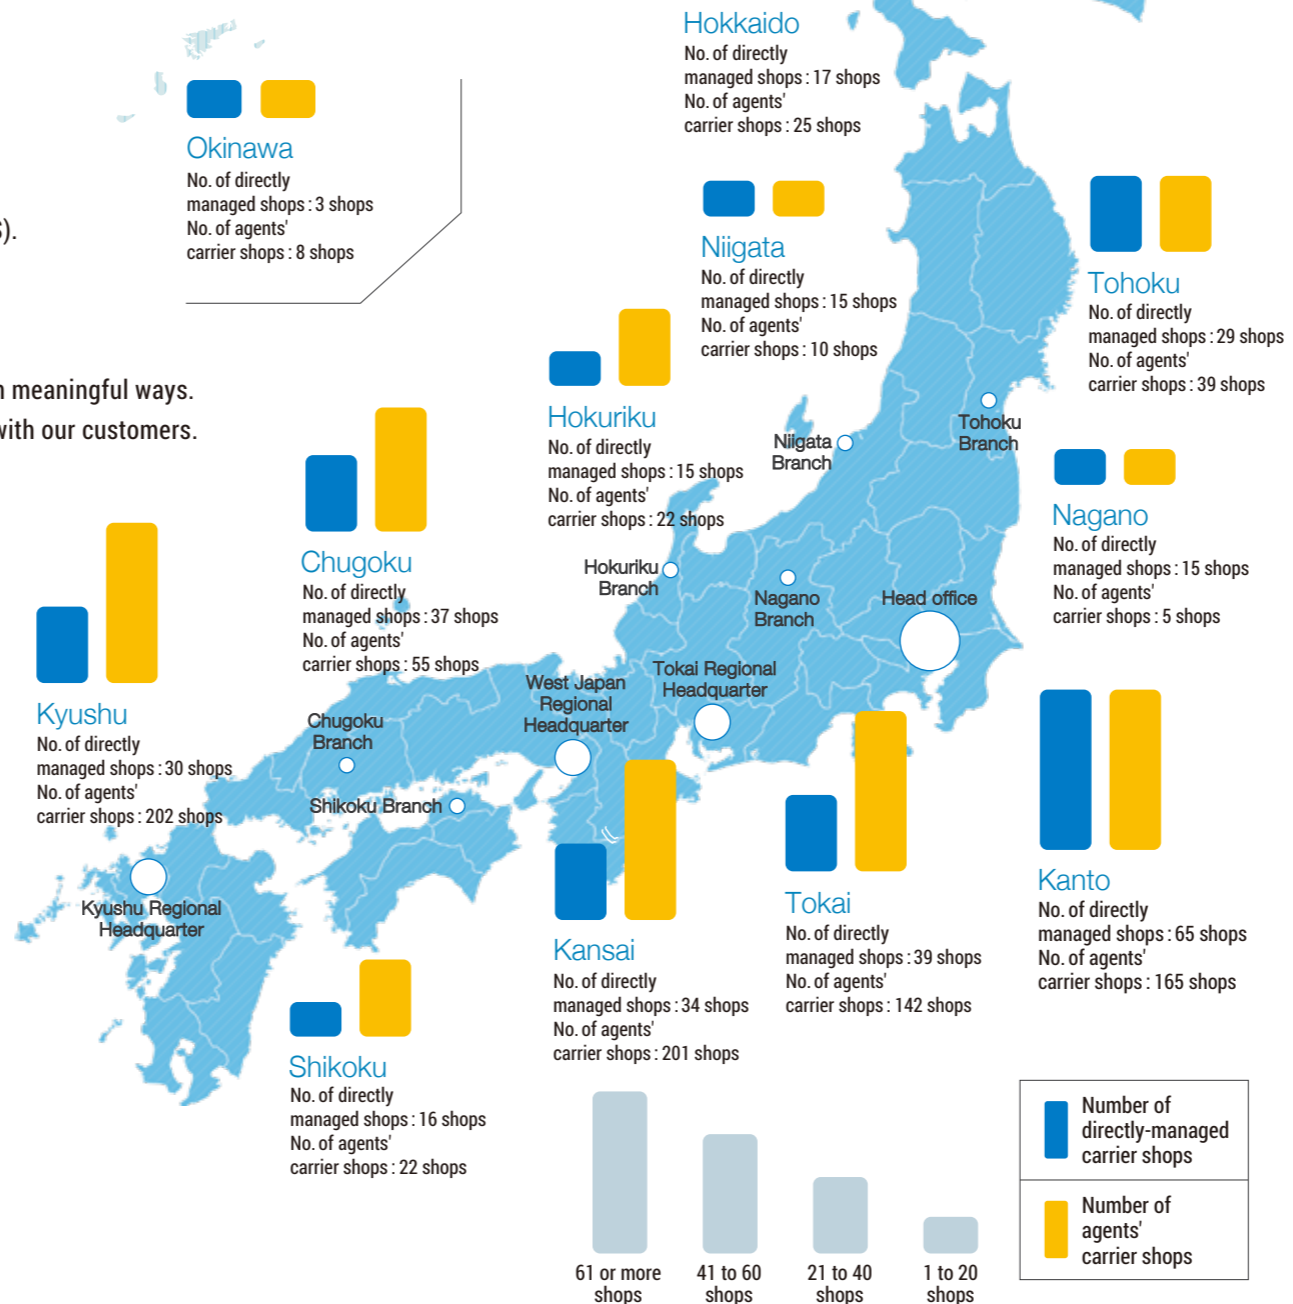 Hokkaido
No. of directly
managed shops : 17 shops
No. of agents'
carrier shops : 25 shops
Okinawa
No. of directly
managed shops : 3 shops
No. of agents'
carrier shops : 8 shops
).
Niigata
No. of directly
managed shops : 15 shops
No. of agents'
carrier shops : 10 shops
Tohoku
No. of directly
managed shops : 29 shops
No. of agents'
carrier shops : 39 shops
meaningful ways.
with our customers.
Hokuriku
No. of directly
managed shops : 15 shops
No. of agents'
carrier shops : 22 shops
Niigata
Branch
Tohoku
Branch
Nagano
No. of directly
managed shops : 15 shops
No. of agents'
carrier shops : 5 shops
Chugoku
No. of directly
managed shops : 37 shops
No. of agents'
carrier shops : 55 shops
Hokuriku
Branch
Nagano
Branch
Head office
Kyushu
No. of directly
managed shops : 30 shops
No. of agents'
carrier shops : 202 shops
West Japan
Regional
Headquarter
Tokai Regional
Headquarter
Chugoku
Branch
Shikoku Branch
Kyushu Regional
Headquarter
Kansai
No. of directly
managed shops : 34 shops
No. of agents'
carrier shops : 201 shops
Tokai
No. of directly
managed shops : 39 shops
No. of agents'
carrier shops : 142 shops
Kanto
No. of directly
managed shops : 65 shops
No. of agents'
carrier shops : 165 shops
Shikoku
No. of directly
managed shops : 16 shops
No. of agents'
carrier shops : 22 shops
61 or more
shops
41 to 60
shops
21 to 40
shops
1 to 20
shops
Number of
directly-managed
carrier shops
Number of
agents'
carrier shops